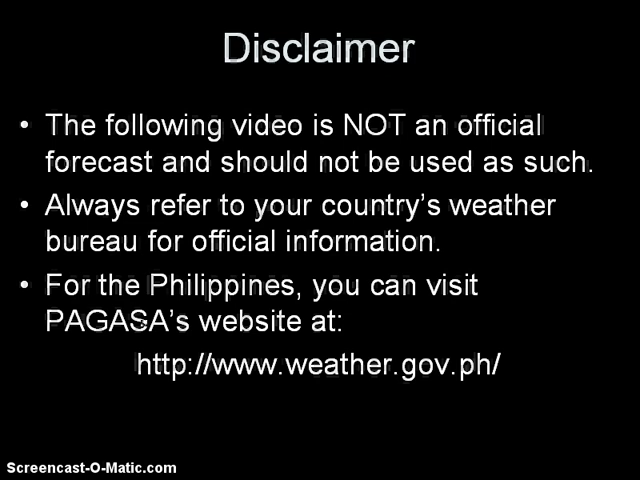 Disclaimer
• The following video is NOT an official
forecast and should not be used as such.
• Always refer to your country's weather
bureau for official information.
• For the Philippines, you can visit
PAGASA's website at:
http://www.weather.gov.ph/
Screencast-O-Matic.com